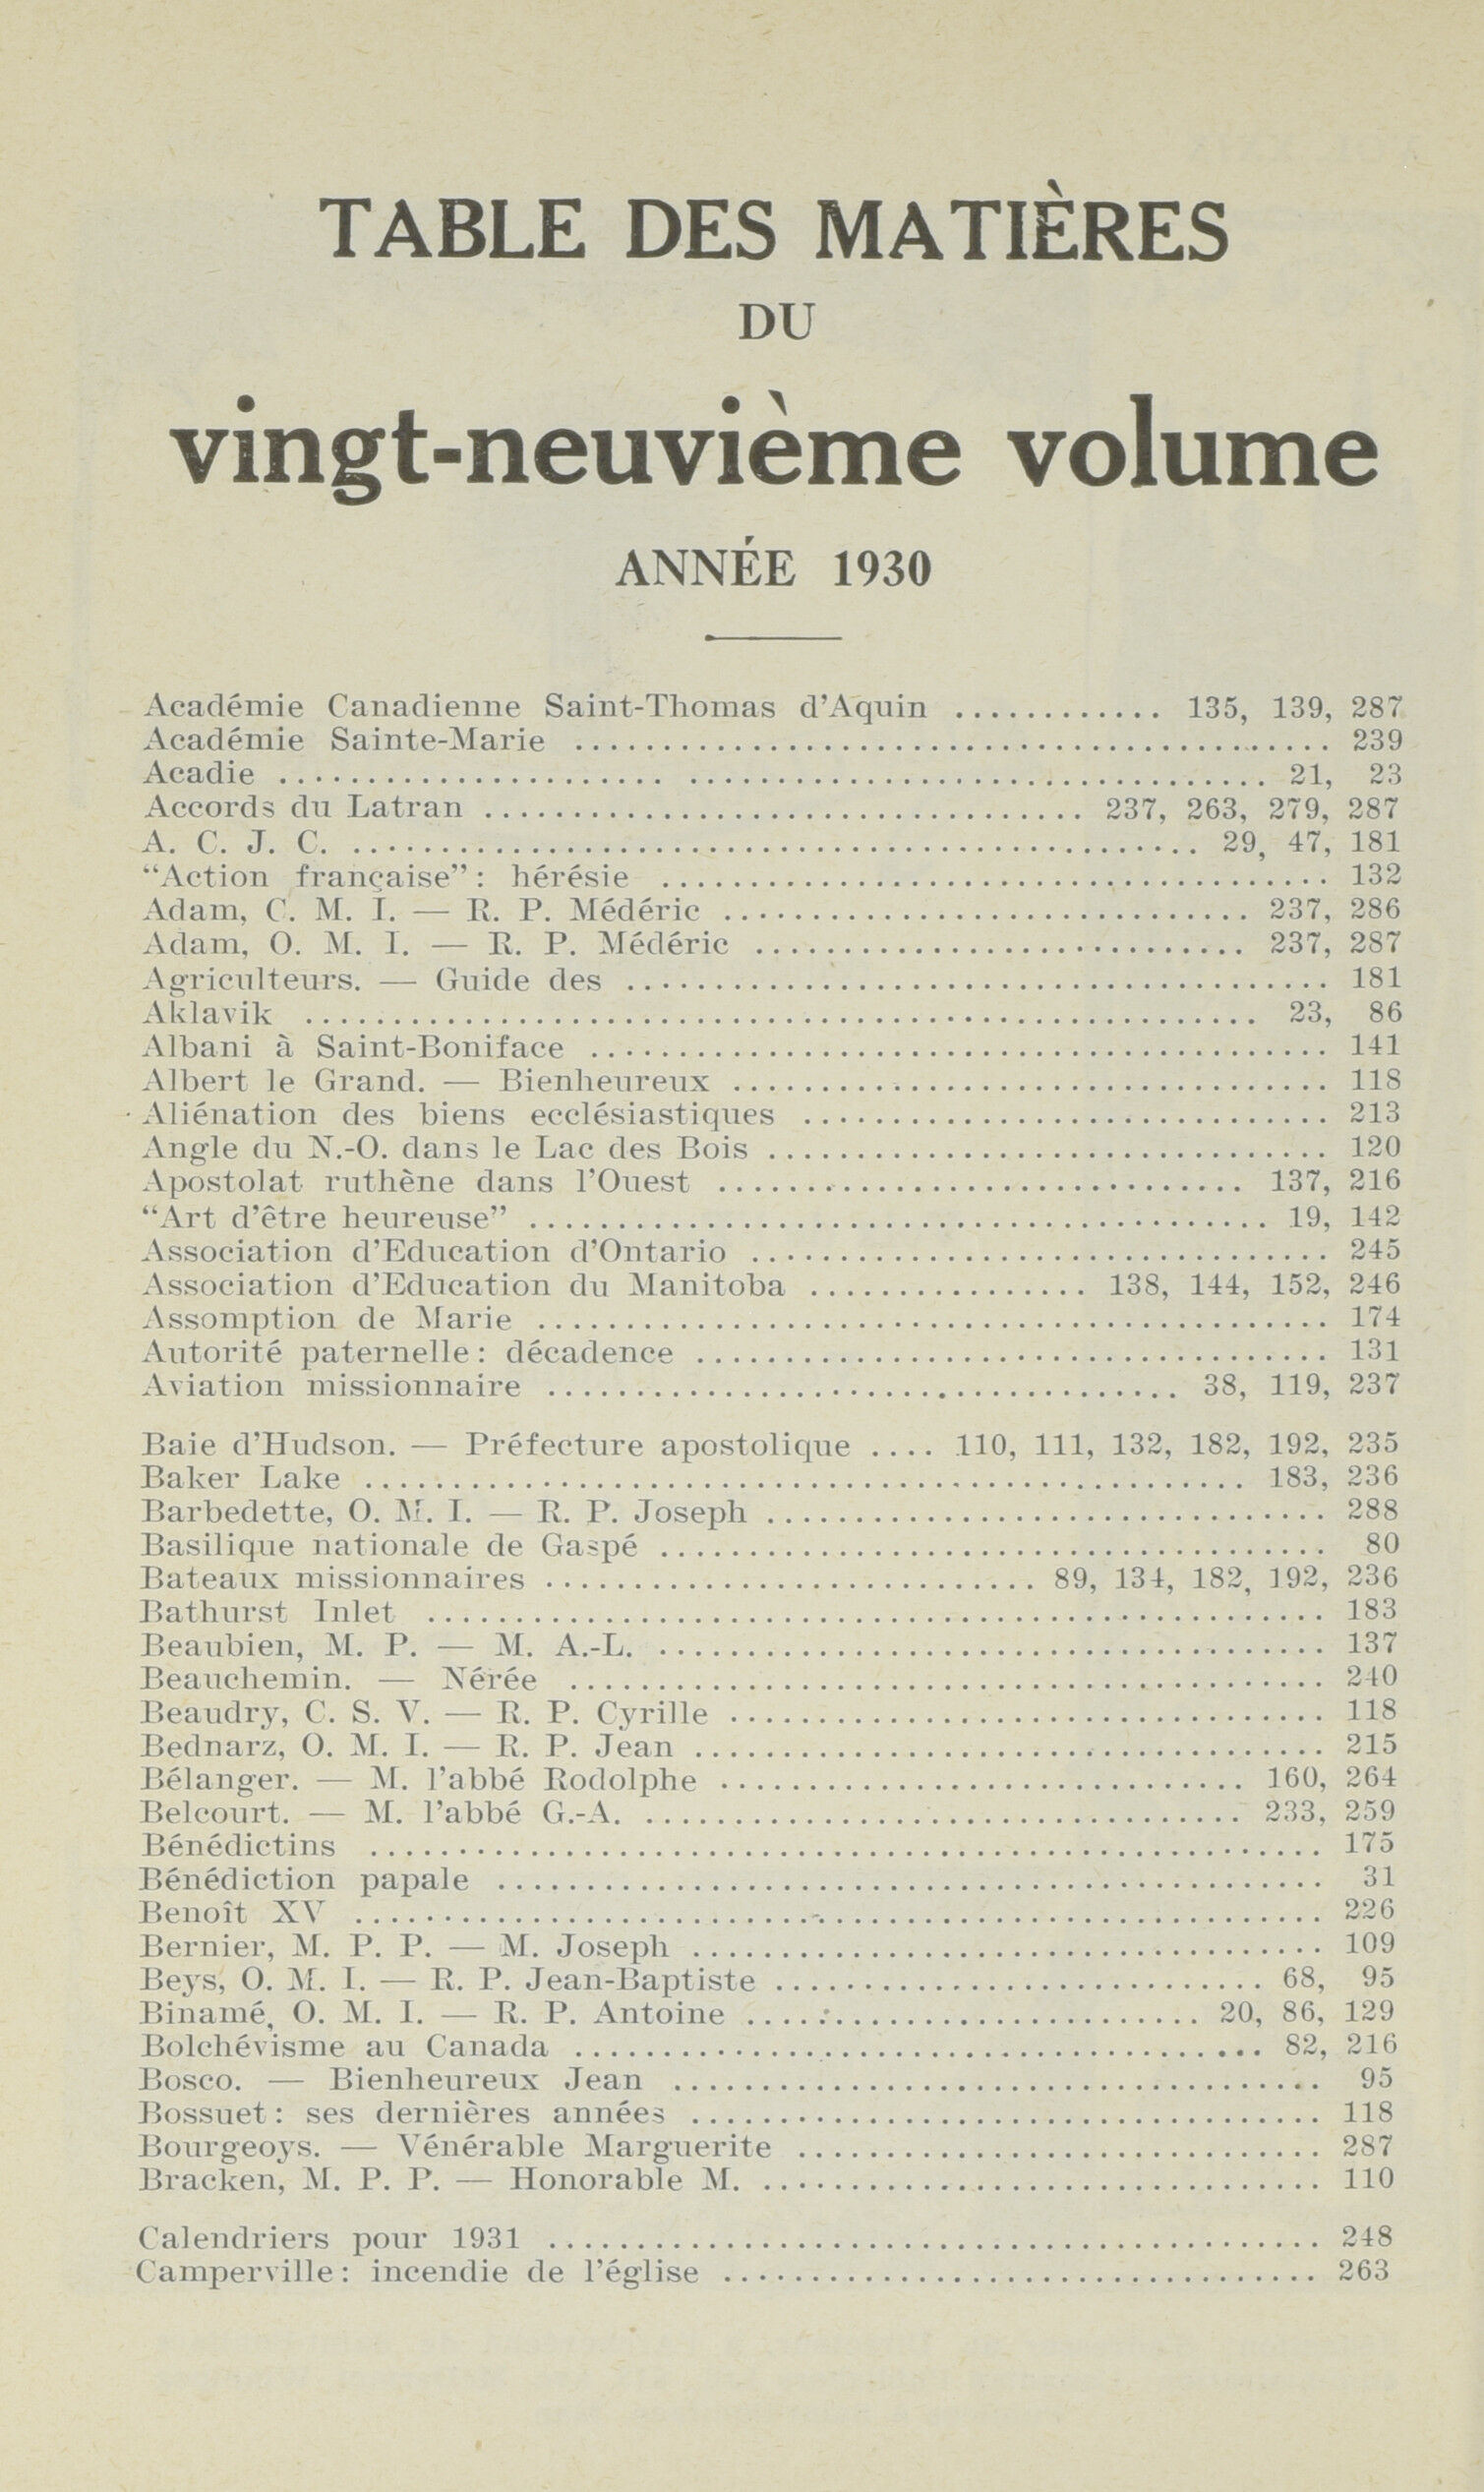 TABLE DES MATIÈRES
DU
vingt-neuvième volume
ANNÉE 1930
Académie Canadienne Saint-Thomas d'Aquin ............ 135, 139, 287
Académie Sainte-Marie ............ 239
Acadie ............ 21, 23
Accords du Latran ............ 237, 263, 279, 287
A. C. J. C. ............ 29, 47, 181
“Action française”: hérésie ............ 132
Adam, C. M. I. — R. P. Médéric ............ 237, 286
Adam, O. M. I. — R. P. Médéric ............ 237, 287
Agriculteurs. — Guide des ............ 181
Aklavik ............ 23, 86
Albani à Saint-Boniface ............ 141
Albert le Grand. — Bienheureux ............ 118
Aliénation des biens ecclésiastiques ............ 213
Angle du N.-O. dans le Lac des Bois ............ 120
Apostolat ruthène dans l'Ouest ............ 137, 216
“Art d'être heureuse” ............ 19, 142
Association d'Education d'Ontario ............ 245
Association d'Education du Manitoba ............ 138, 144, 152, 246
Assomption de Marie ............ 174
Autorité paternelle: décadence ............ 131
Aviation missionnaire ............ 38, 119, 237
Baie d'Hudson. — Préfecture apostolique .... 110, 111, 132, 182, 192, 235
Baker Lake ............ 183, 236
Barbedette, O. M. I. — R. P. Joseph ............ 288
Basilique nationale de Gaspé ............ 80
Bateaux missionnaires ............ 89, 134, 182, 192, 236
Bathurst Inlet ............ 183
Beaubien, M. P. — M. A.-L. ............ 137
Beauchemin. — Nérée ............ 240
Beaudry, C. S. V. — R. P. Cyrille ............ 118
Bednarz, O. M. I. — R. P. Jean ............ 215
Bélanger. — M. l'abbé Rodolphe ............ 160, 264
Belcourt. — M. l'abbé G.-A. ............ 233, 259
Bénédictins ............ 175
Bénédiction papale ............ 31
Benoît XV ............ 226
Bernier, M. P. P. — M. Joseph ............ 109
Beys, O. M. I. — R. P. Jean-Baptiste ............ 68, 95
Binamé, O. M. I. — R. P. Antoine ............ 20, 86, 129
Bolchévisme au Canada ............ 82, 216
Bosco. — Bienheureux Jean ............ 95
Bossuet: ses dernières années ............ 118
Bourgeoys. — Vénérable Marguerite ............ 287
Bracken, M. P. P. — Honorable M. ............ 110
Calendriers pour 1931 ............ 248
Camperville: incendie de l'église ............ 263